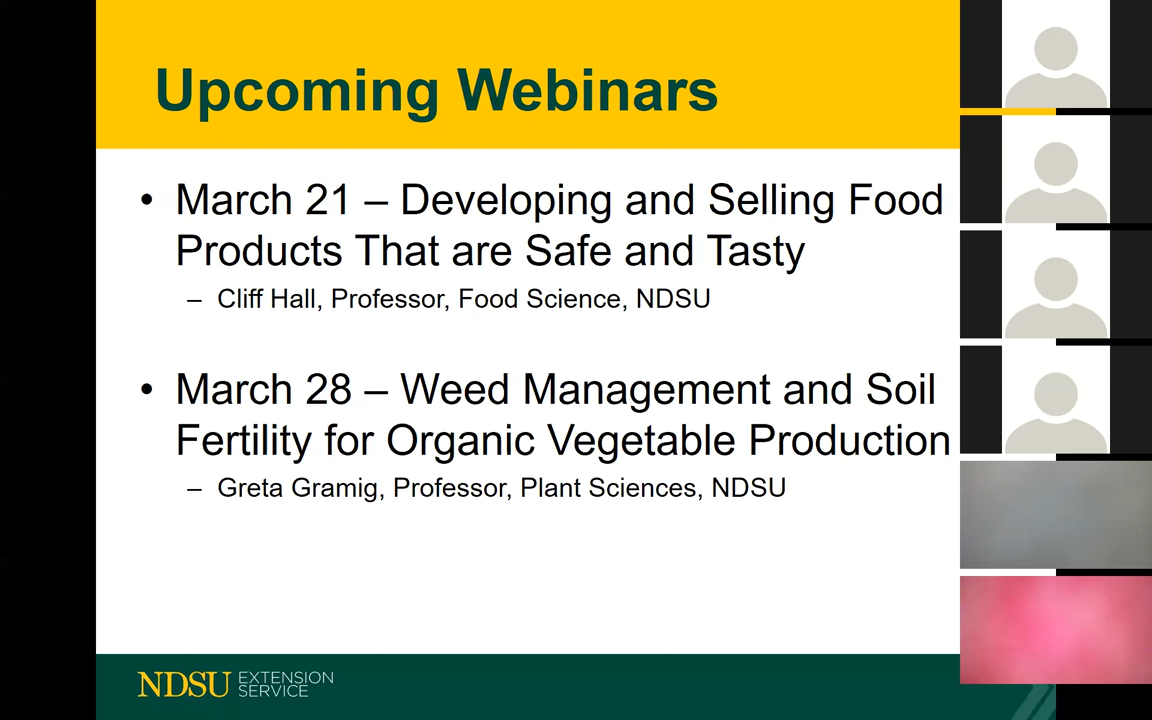 Upcoming Webinars
• March 21 – Developing and Selling Food
Products That are Safe and Tasty
– Cliff Hall, Professor, Food Science, NDSU
• March 28 – Weed Management and Soil
Fertility for Organic Vegetable Production
– Greta Gramig, Professor, Plant Sciences, NDSU
NDSU EXTENSION
SERVICE